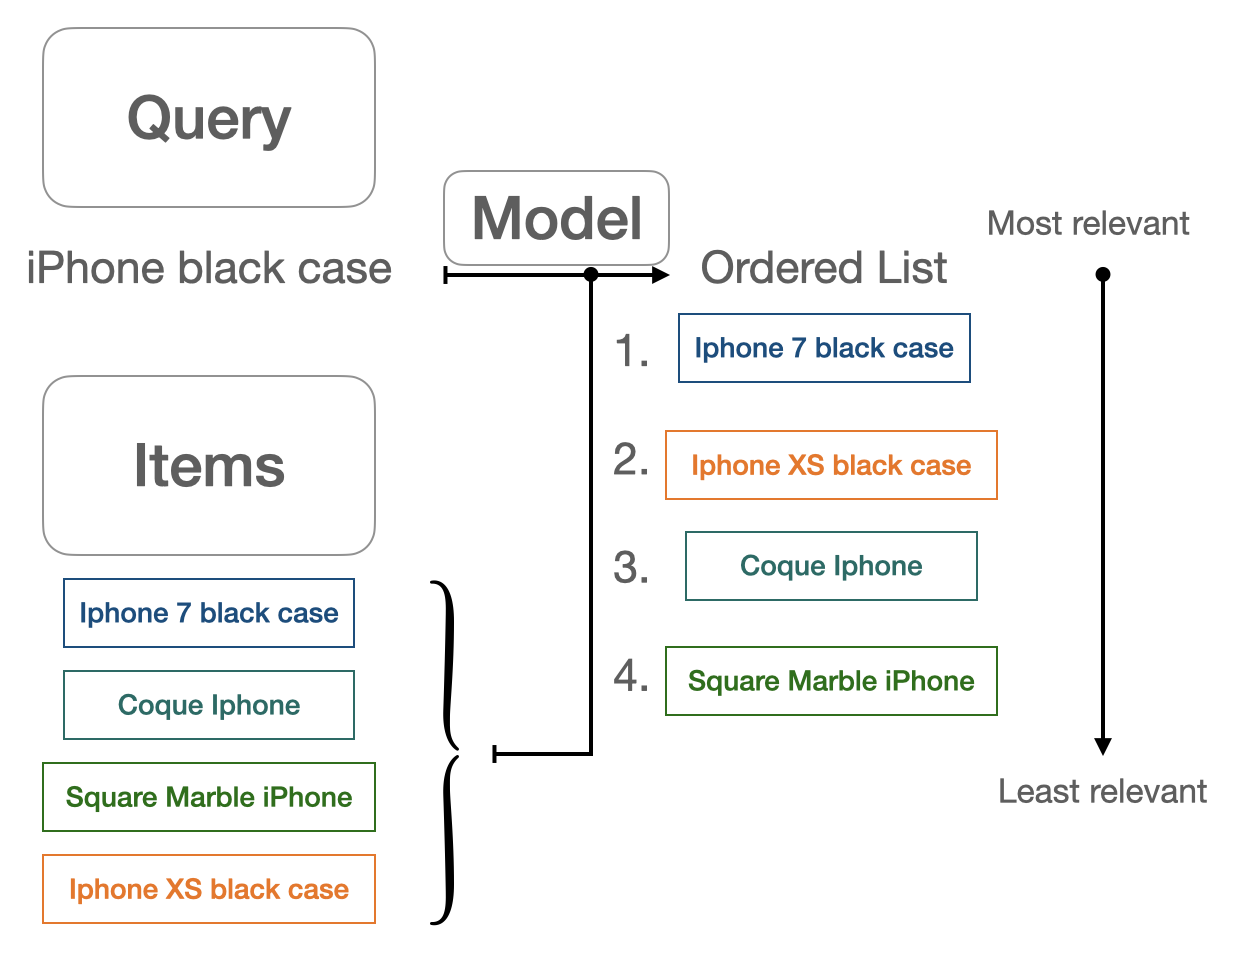 Query
iPhone black case
Items
Iphone 7 black case
Coque Iphone
Square Marble iPhone
Iphone XS black case
Model
Ordered List
1. Iphone 7 black case
2. Iphone XS black case
3. Coque Iphone
4. Square Marble iPhone
Most relevant
Least relevant